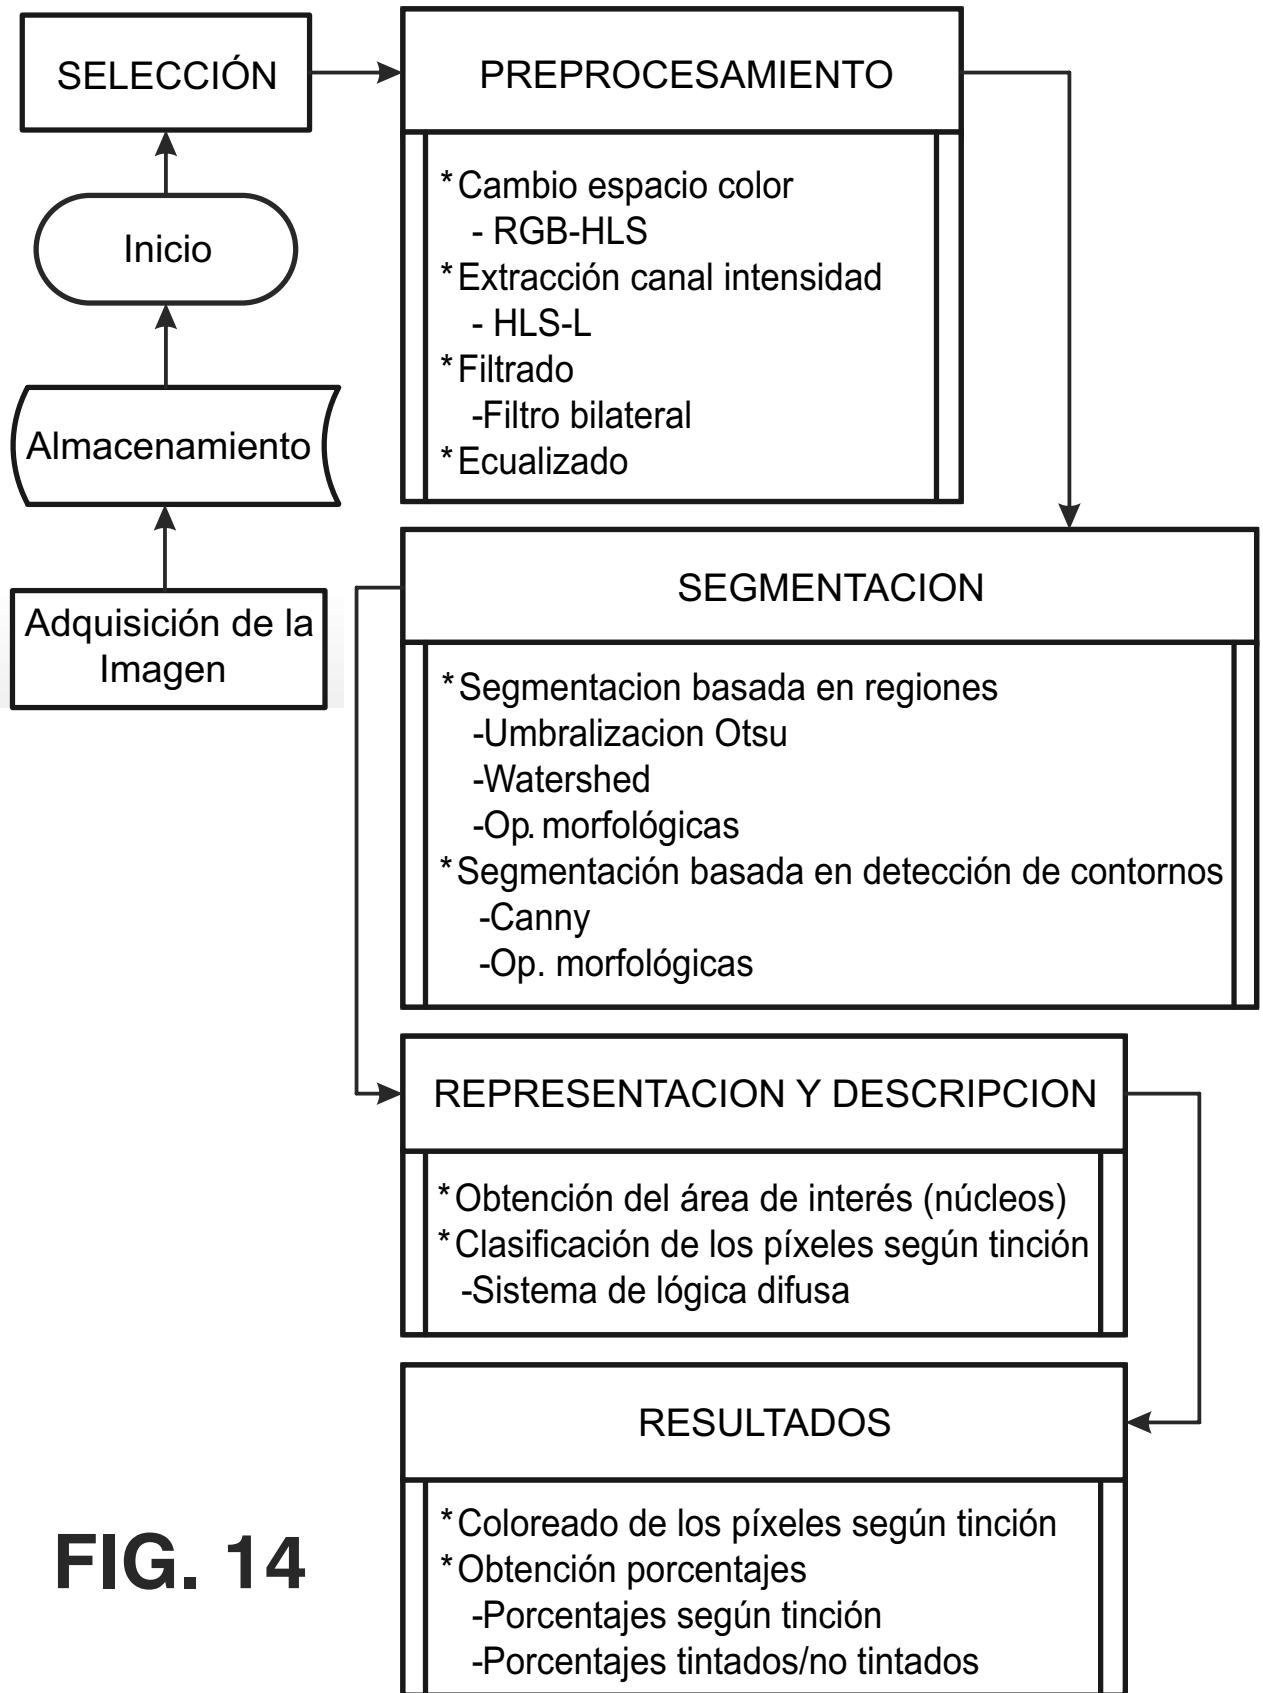 SELECCIÓN
Inicio
Almacenamiento
Adquisición de la
Imagen
PREPROCESAMIENTO
*Cambio espacio color
- RGB-HLS
*Extracción canal intensidad
- HLS-L
*Filtrado
-Filtro bilateral
*Ecualizado
SEGMENTACION
*Segmentacion basada en regiones
-Umbralizacion Otsu
-Watershed
-Op. morfológicas
*Segmentación basada en detección de contornos
-Canny
-Op. morfológicas
REPRESENTACION Y DESCRIPCION
*Obtención del área de interés (núcleos)
*Clasificación de los píxeles según tinción
-Sistema de lógica difusa
RESULTADOS
*Coloreado de los píxeles según tinción
*Obtención porcentajes
-Porcentajes según tinción
-Porcentajes tintados/no tintados
FIG. 14